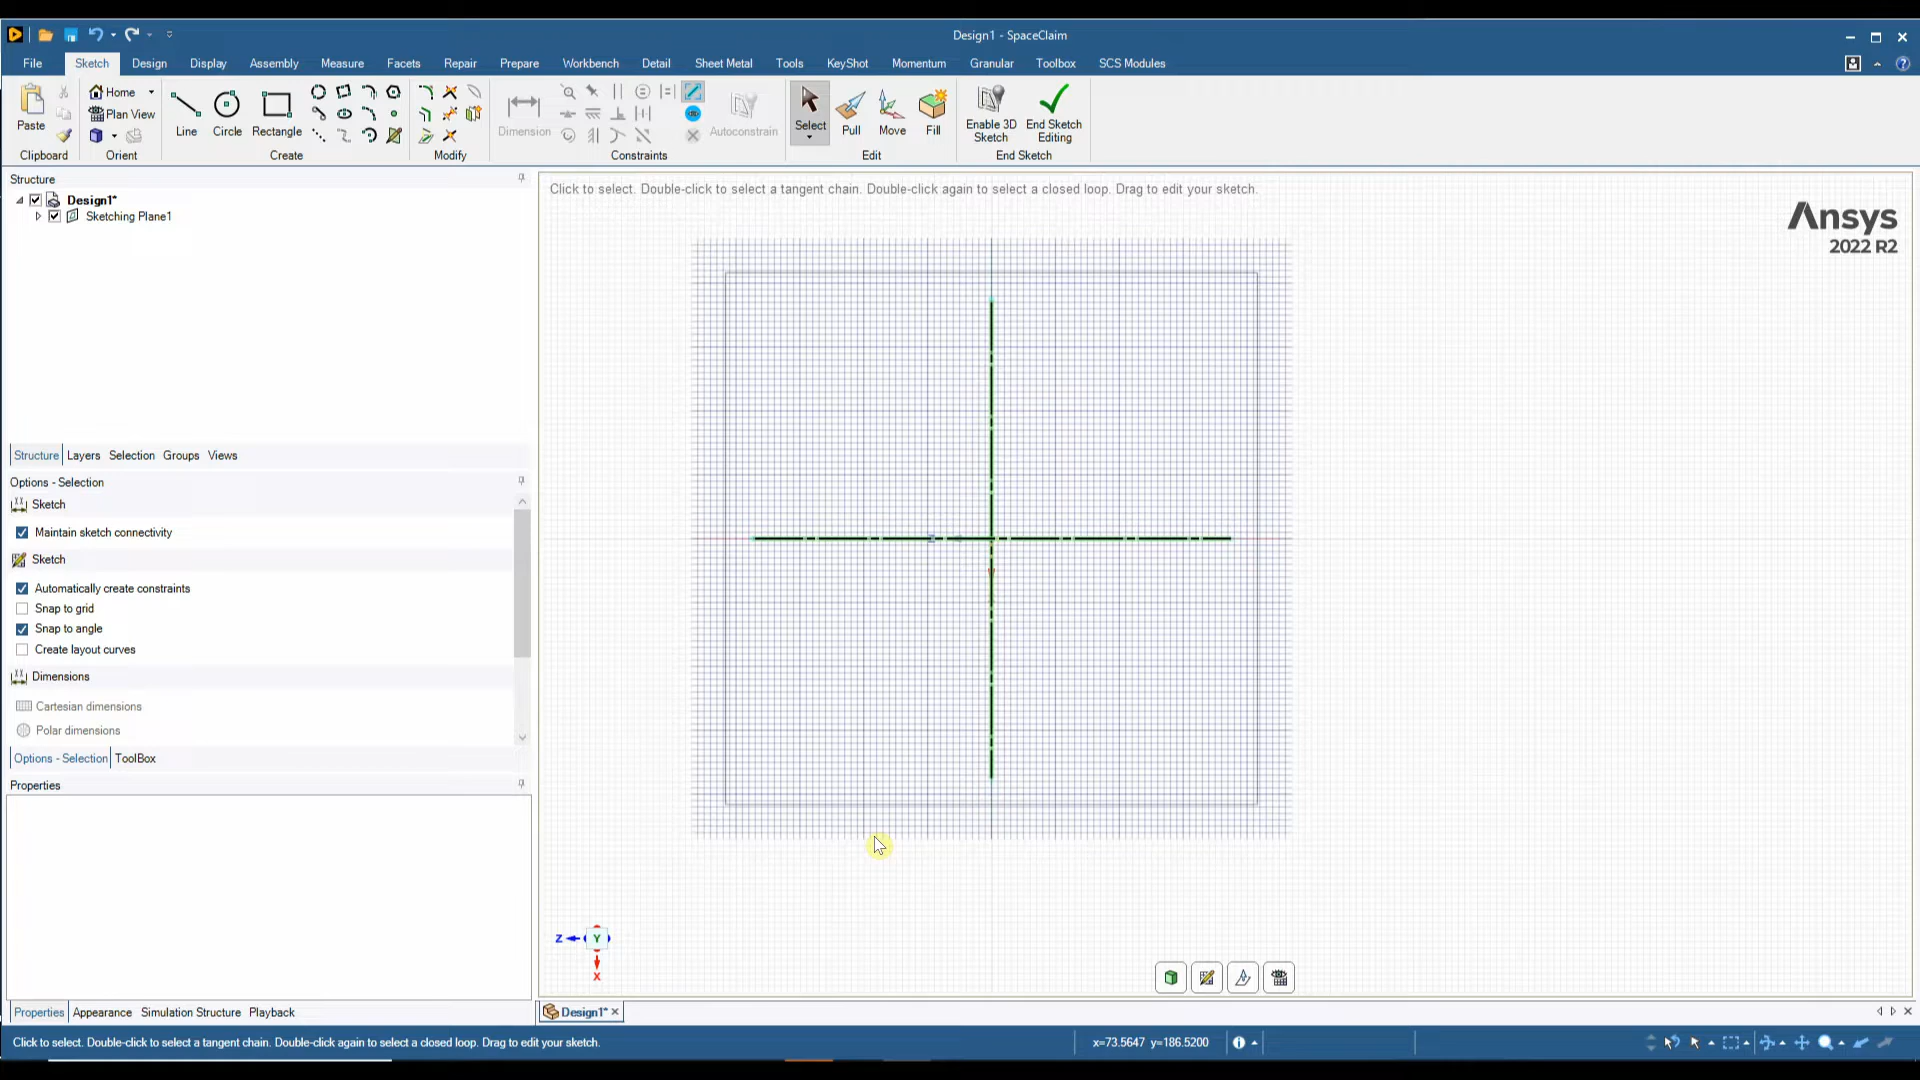 Design1 - SpaceClaim
File Sketch Design Display Assembly Measure Facets Repair Prepare Workbench Detail Sheet Metal Tools KeyShot Momentum Granular Toolbox SCS Modules
Paste
Home
Plan View
Line Circle Rectangle
Dimension
Autoconstrain
Select Pull Move Fill
Enable 3D
Sketch
End Sketch
Editing
Clipboard Orient Create Modify Constraints Edit End Sketch
Structure
Design1*
Sketching Plane1
Structure Layers Selection Groups Views
Options - Selection
Sketch
Maintain sketch connectivity
Sketch
Automatically create constraints
Snap to grid
Snap to angle
Create layout curves
Dimensions
Cartesian dimensions
Polar dimensions
Options - Selection ToolBox
Properties
Properties Appearance Simulation Structure Playback
Click to select. Double-click to select a tangent chain. Double-click again to select a closed loop. Drag to edit your sketch.
Ansys
2022 R2
Z
Z Y
X
Design1*
Click to select. Double-click to select a tangent chain. Double-click again to select a closed loop. Drag to edit your sketch.
x=73.5647 y=186.5200